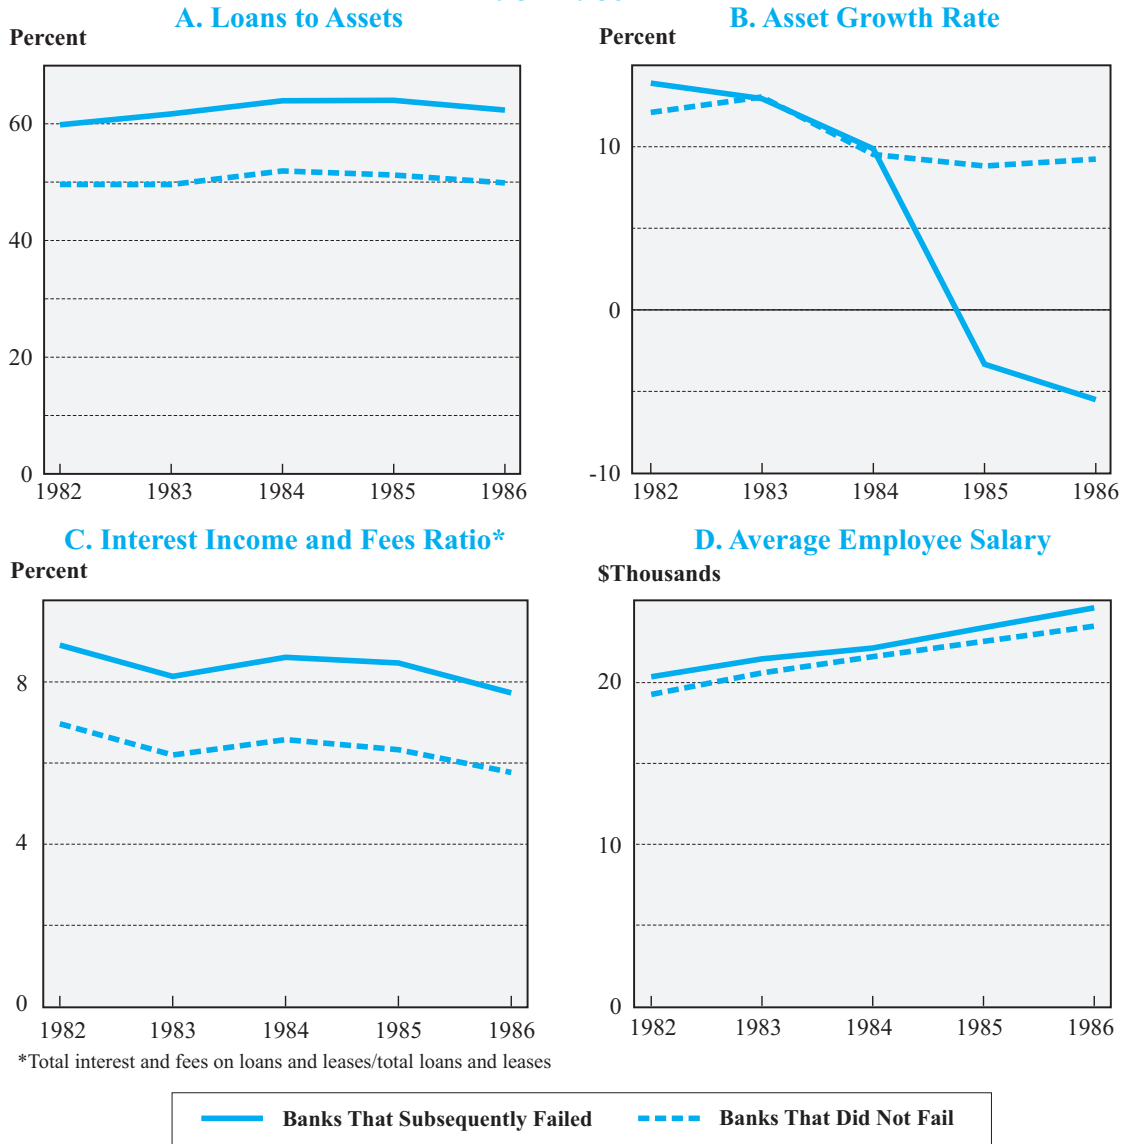 A. Loans to Assets
Percent
60
40
20
0
1982 1983 1984 1985 1986
B. Asset Growth Rate
Percent
10
0
-10
1982 1983 1984 1985 1986
C. Interest Income and Fees Ratio*
Percent
8
4
0
1982 1983 1984 1985 1986
*Total interest and fees on loans and leases/total loans and leases
D. Average Employee Salary
$Thousands
20
10
0
1982 1983 1984 1985 1986
Banks That Subsequently Failed Banks That Did Not Fail